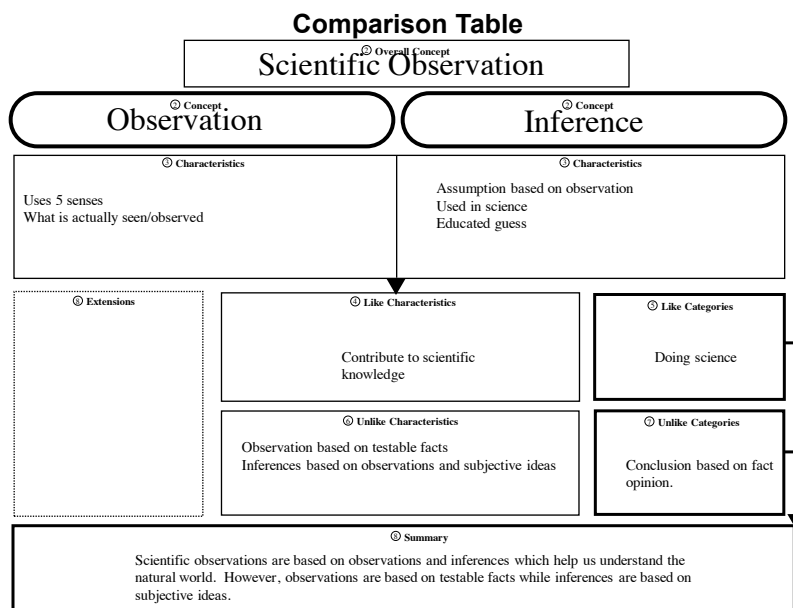 Comparison Table
② Overall Concept
Scientific Observation
② Concept
Observation
② Concept
Inference
③ Characteristics
Uses 5 senses
What is actually seen/observed
③ Characteristics
Assumption based on observation
Used in science
Educated guess
⑧ Extensions
④ Like Characteristics
Contribute to scientific
knowledge
⑤ Like Categories
Doing science
⑥ Unlike Characteristics
Observation based on testable facts
Inferences based on observations and subjective ideas
⑦ Unlike Categories
Conclusion based on fact
opinion.
⑧ Summary
Scientific observations are based on observations and inferences which help us understand the
natural world. However, observations are based on testable facts while inferences are based on
subjective ideas.